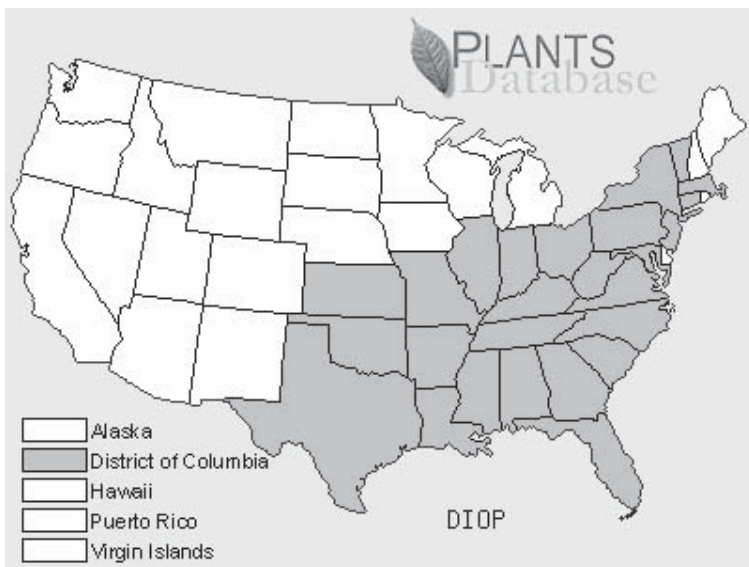 PLANTS
Database
Alaska
District of Columbia
Hawaii
Puerto Rico
Virgin Islands
DIOP